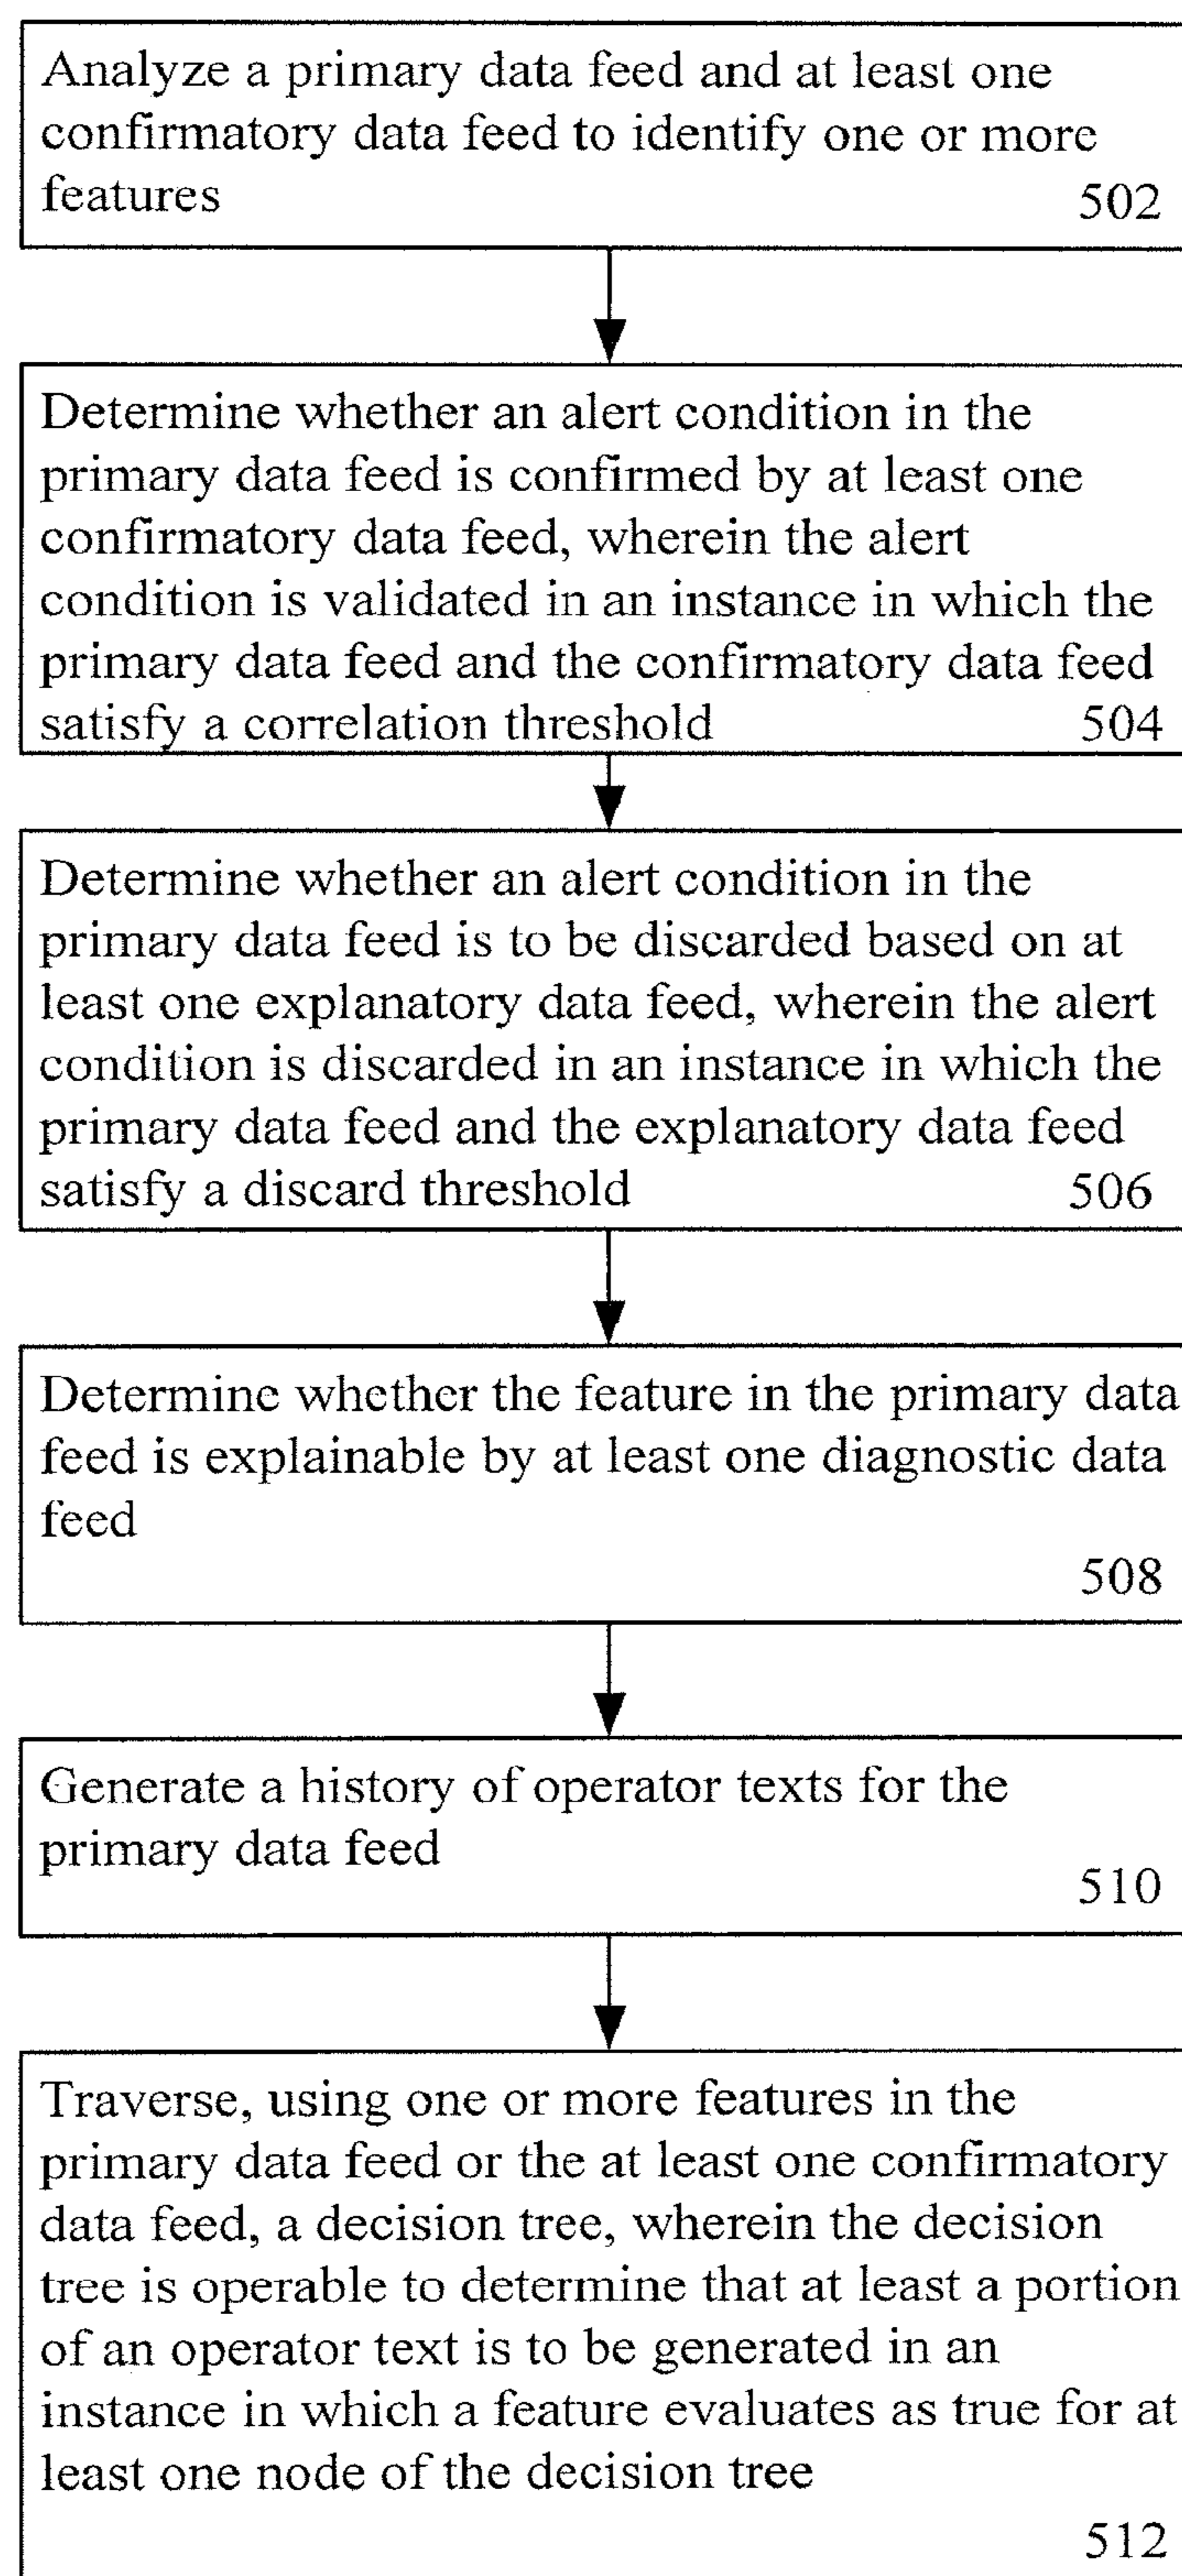 Analyze a primary data feed and at least one
confirmatory data feed to identify one or more
features 502
Determine whether an alert condition in the
primary data feed is confirmed by at least one
confirmatory data feed, wherein the alert
condition is validated in an instance in which the
primary data feed and the confirmatory data feed
satisfy a correlation threshold 504
Determine whether an alert condition in the
primary data feed is to be discarded based on at
least one explanatory data feed, wherein the alert
condition is discarded in an instance in which the
primary data feed and the explanatory data feed
satisfy a discard threshold 506
Determine whether the feature in the primary data
feed is explainable by at least one diagnostic data
feed
508
Generate a history of operator texts for the
primary data feed
510
Traverse, using one or more features in the
primary data feed or the at least one confirmatory
data feed, a decision tree, wherein the decision
tree is operable to determine that at least a portion
of an operator text is to be generated in an
instance in which a feature evaluates as true for at
least one node of the decision tree
512